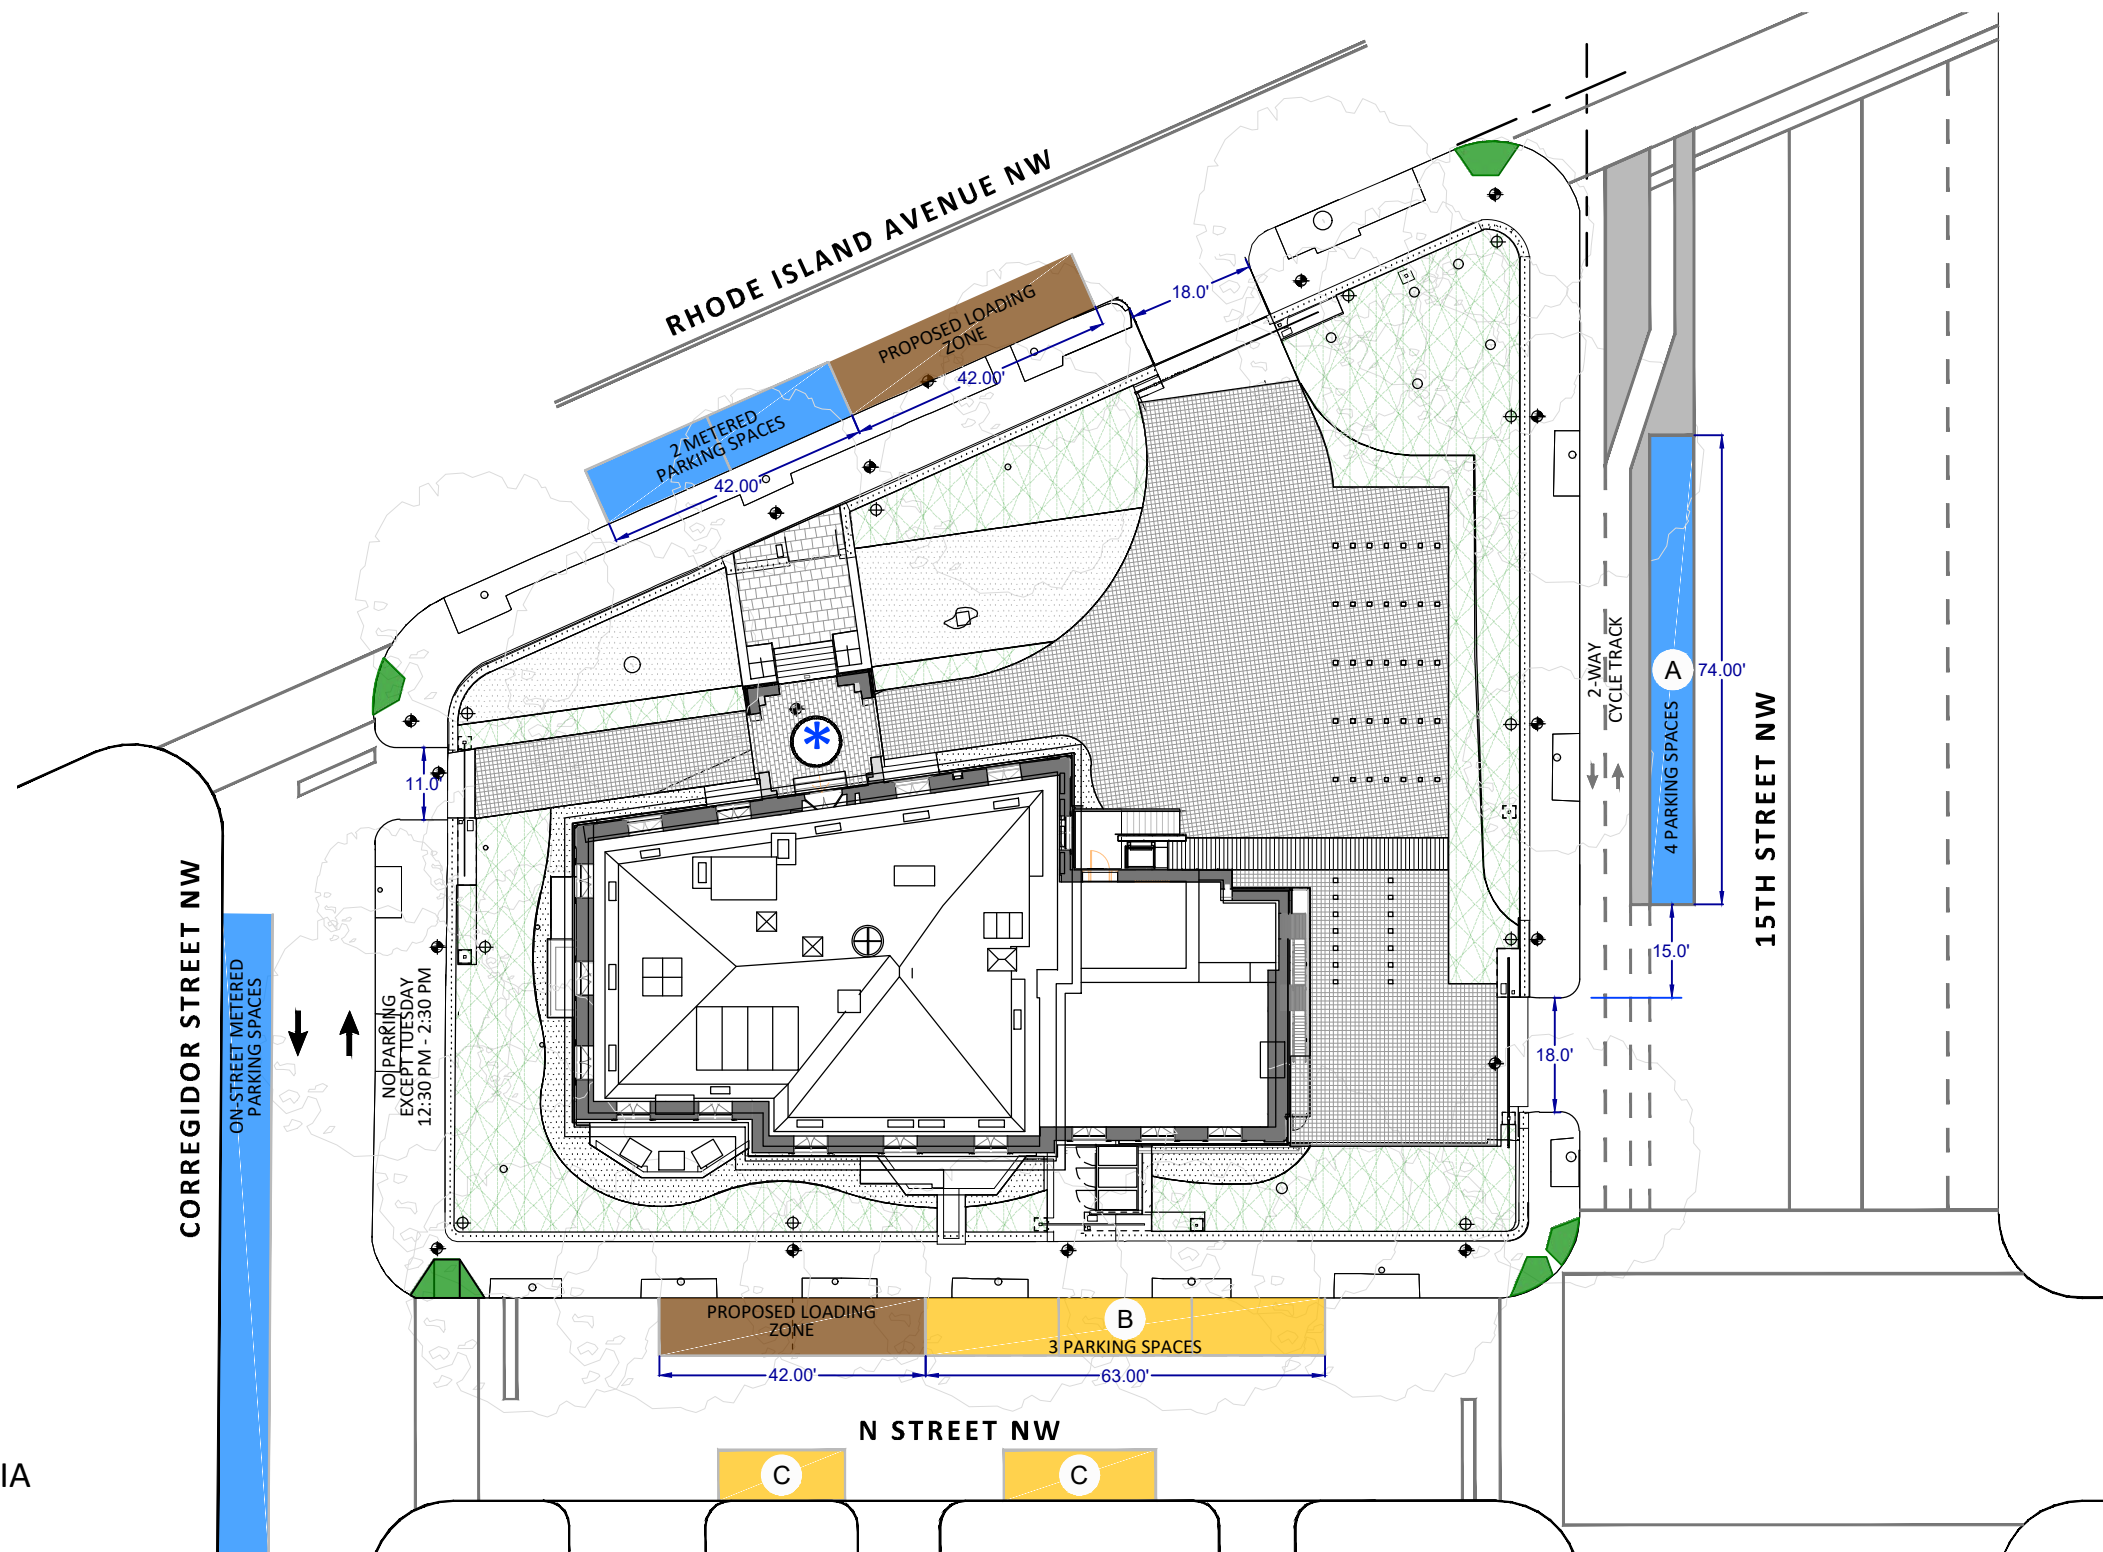 RHODE ISLAND AVENUE NW
PROPOSED LOADING
ZONE
42.00'
18.0'
2 METERED
PARKING SPACES
42.00'
2-WAY
CYCLE TRACK
A
74.00'
4 PARKING SPACES
15TH STREET NW
15.0'
18.0'
*
11.0'
CORREGIDOR STREET NW
ON-STREET METERED
PARKING SPACES
NO PARKING
EXCEPT TUESDAY
12:30 PM - 2:30 PM
PROPOSED LOADING
ZONE
B
3 PARKING SPACES
42.00'
63.00'
N STREET NW
C
C
IA